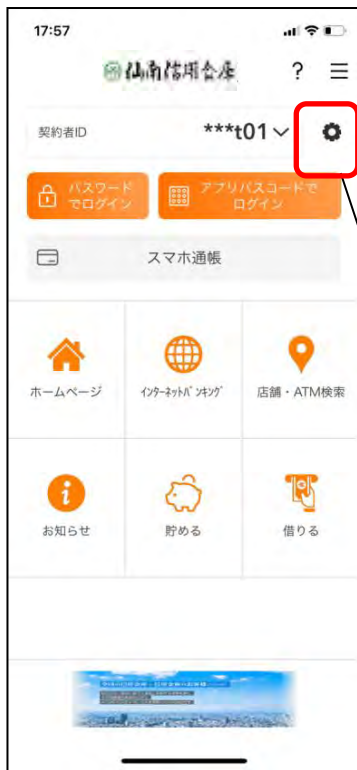 17:57
仙南信用金庫
?
契約者ID
***t01
パスワード
でログイン
アプリパスコードで
ログイン
スマホ通帳
ホームページ
インターネットバンキング
店舗・ATM検索
お知らせ
貯める
借りる